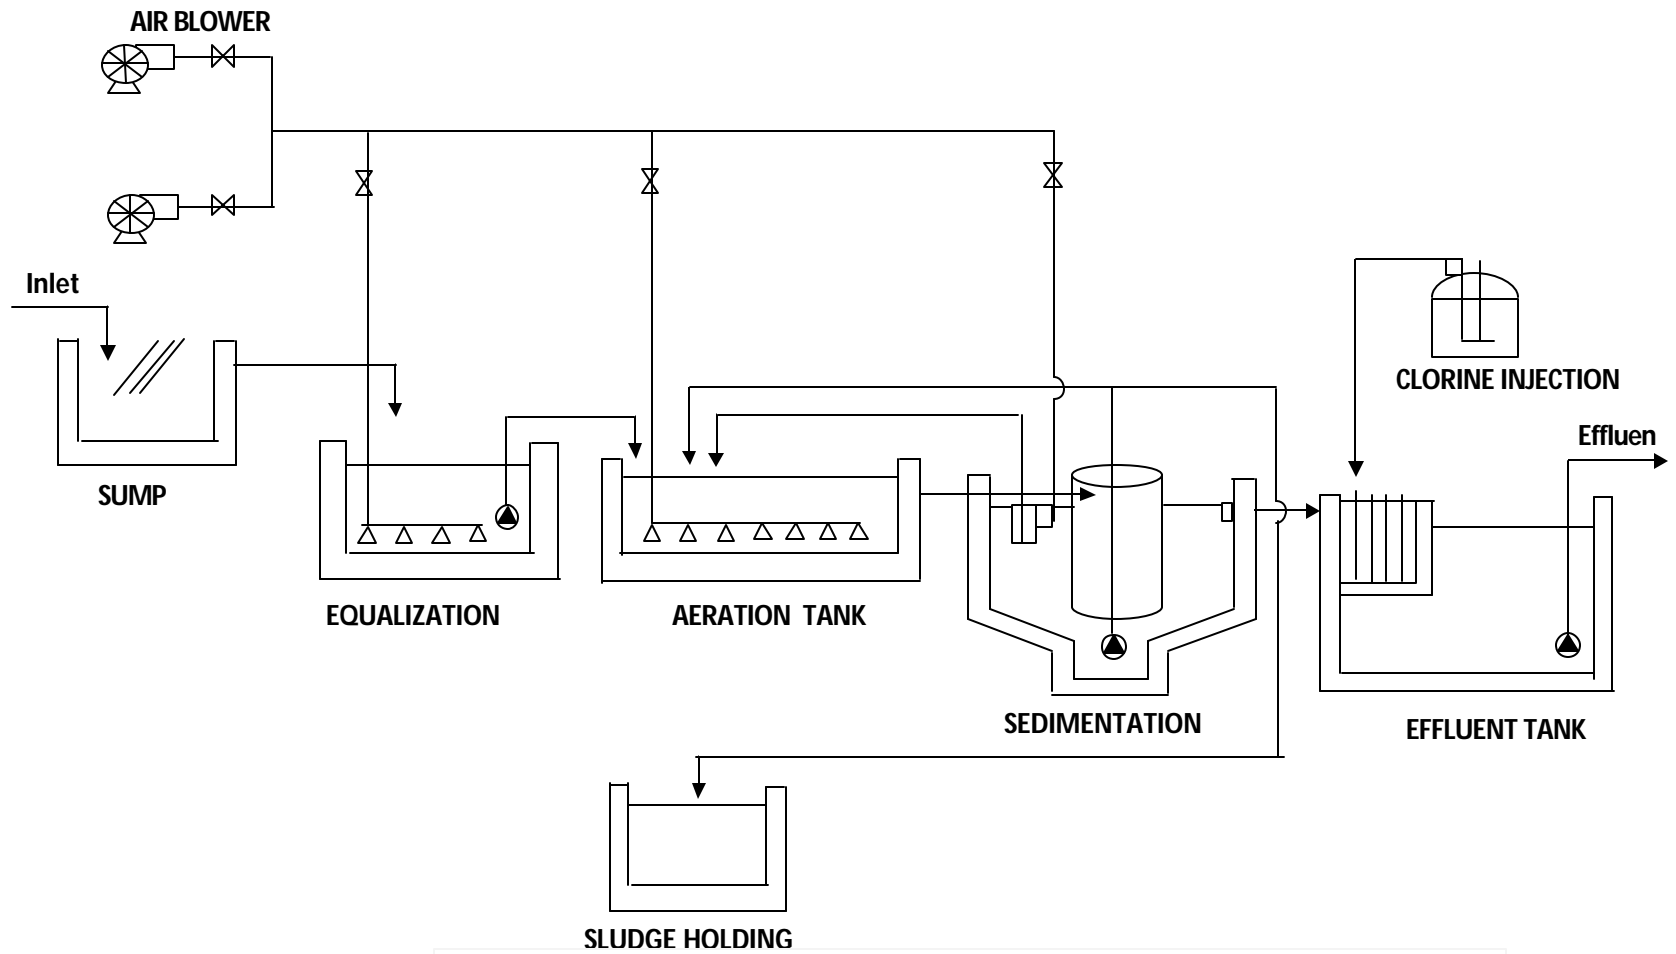 AIR BLOWER
Inlet
CLORINE INJECTION
Effluen
SUMP
EQUALIZATION
AERATION TANK
SEDIMENTATION
EFFLUENT TANK
SLUDGE HOLDING